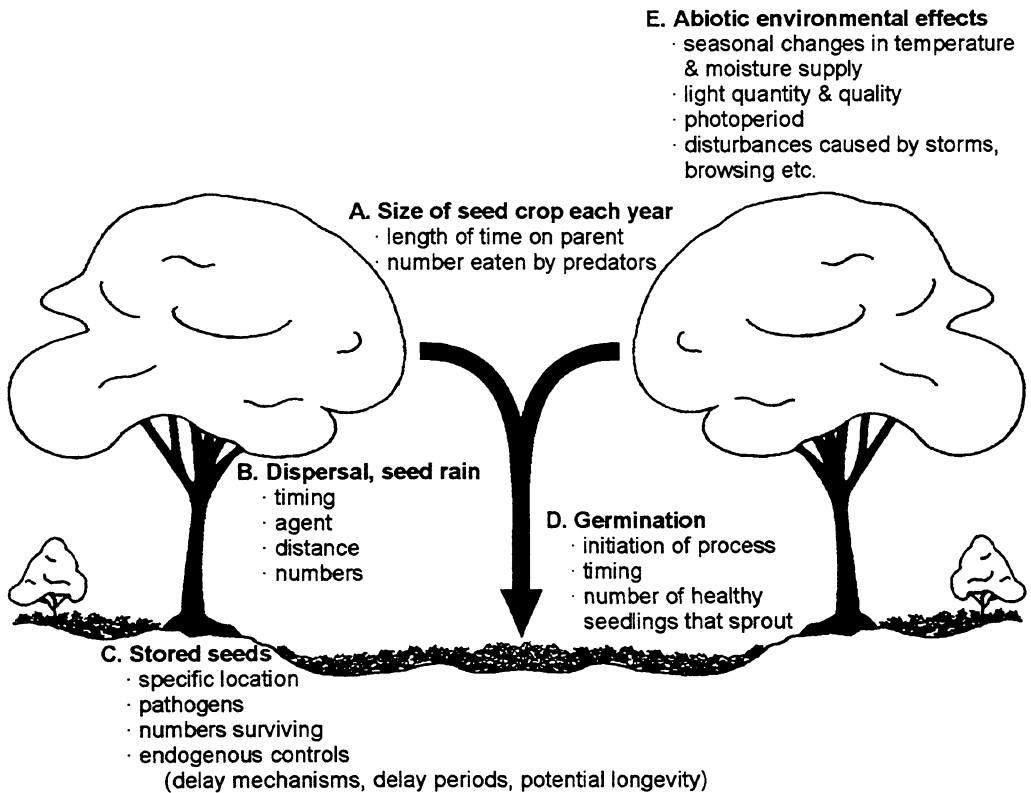 E. Abiotic environmental effects
· seasonal changes in temperature
& moisture supply
· light quantity & quality
· photoperiod
· disturbances caused by storms,
browsing etc.
A. Size of seed crop each year
· length of time on parent
· number eaten by predators
B. Dispersal, seed rain
· timing
· agent
· distance
· numbers
D. Germination
· initiation of process
· timing
· number of healthy
seedlings that sprout
C. Stored seeds
· specific location
· pathogens
· numbers surviving
· endogenous controls
(delay mechanisms, delay periods, potential longevity)